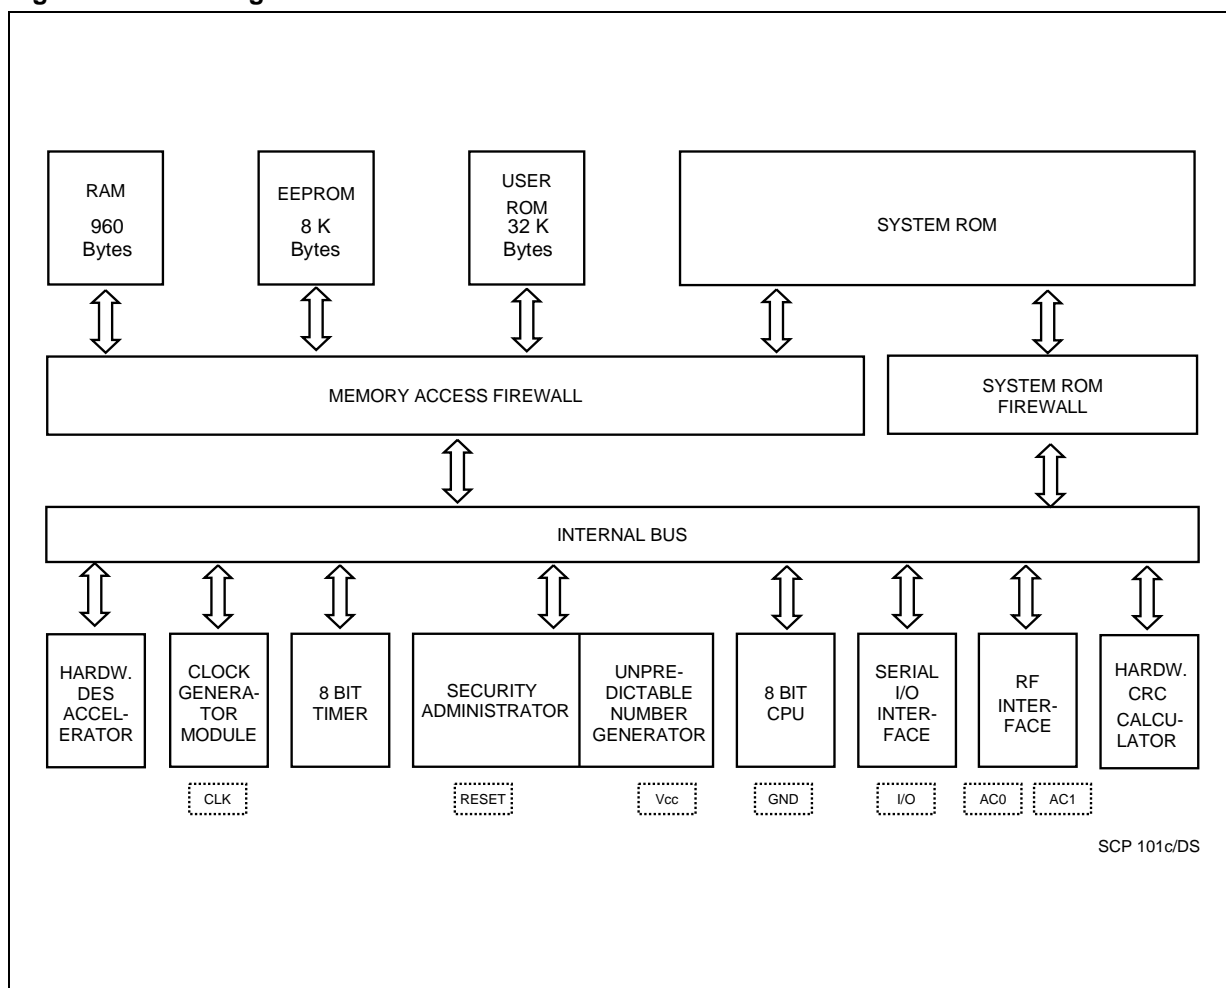 RAM
960
Bytes
EEPROM
8 K
Bytes
USER
ROM
32 K
Bytes
SYSTEM ROM
MEMORY ACCESS FIREWALL
SYSTEM ROM
FIREWALL
INTERNAL BUS
HARDW.
DES
ACCEL-
ERATOR
CLOCK
GENERA-
TOR
MODULE
8 BIT
TIMER
SECURITY
ADMINISTRATOR
UNPRE-
DICTABLE
NUMBER
GENERATOR
8 BIT
CPU
SERIAL
I/O
INTER-
FACE
RF
INTER-
FACE
HARDW.
CRC
CALCU-
LATOR
CLK
RESET
Vcc
GND
I/O
AC0
AC1
SCP 101c/DS